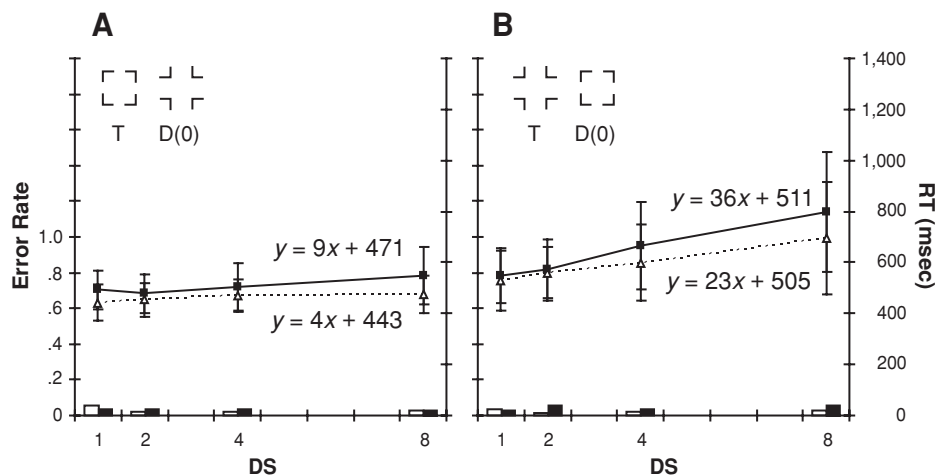 A
B
T D(0)
T D(0)
Error Rate
1.0
.8
.6
.4
.2
0
y = 9x + 471
y = 4x + 443
y = 36x + 511
y = 23x + 505
1,400
1,200
1,000
800
600
400
200
0
RT (msec)
1 2 4 8
DS
1 2 4 8
DS